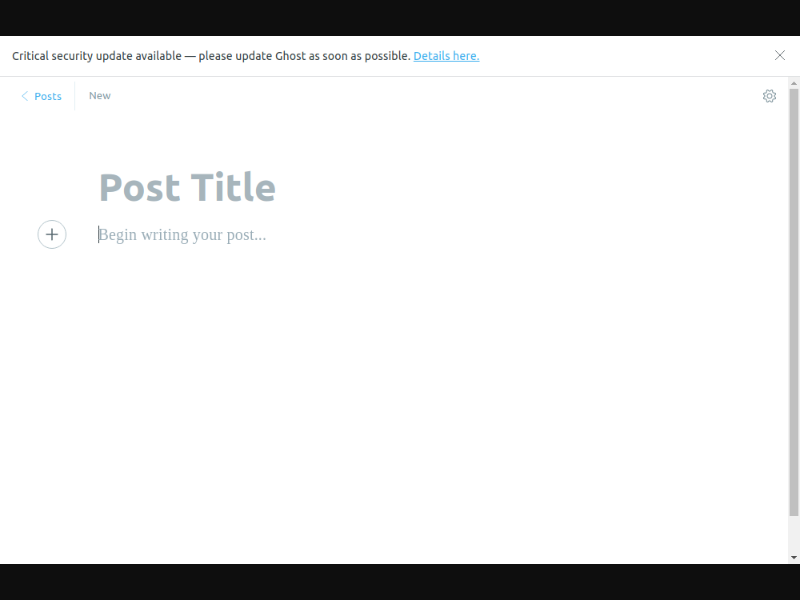 Critical security update available — please update Ghost as soon as possible. Details here.
Posts New
Post Title
Begin writing your post...